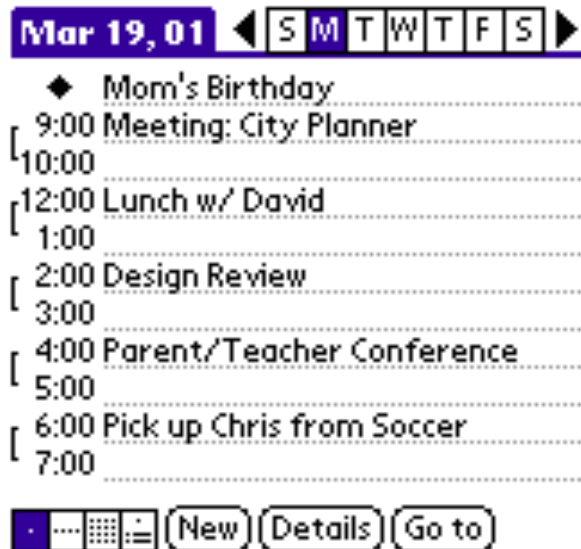 Mar 19, 01 S M T W T F S
Mom's Birthday
9:00 Meeting: City Planner
10:00
12:00 Lunch w/ David
1:00
2:00 Design Review
3:00
4:00 Parent/Teacher Conference
5:00
6:00 Pick up Chris from Soccer
7:00
New Details Go to